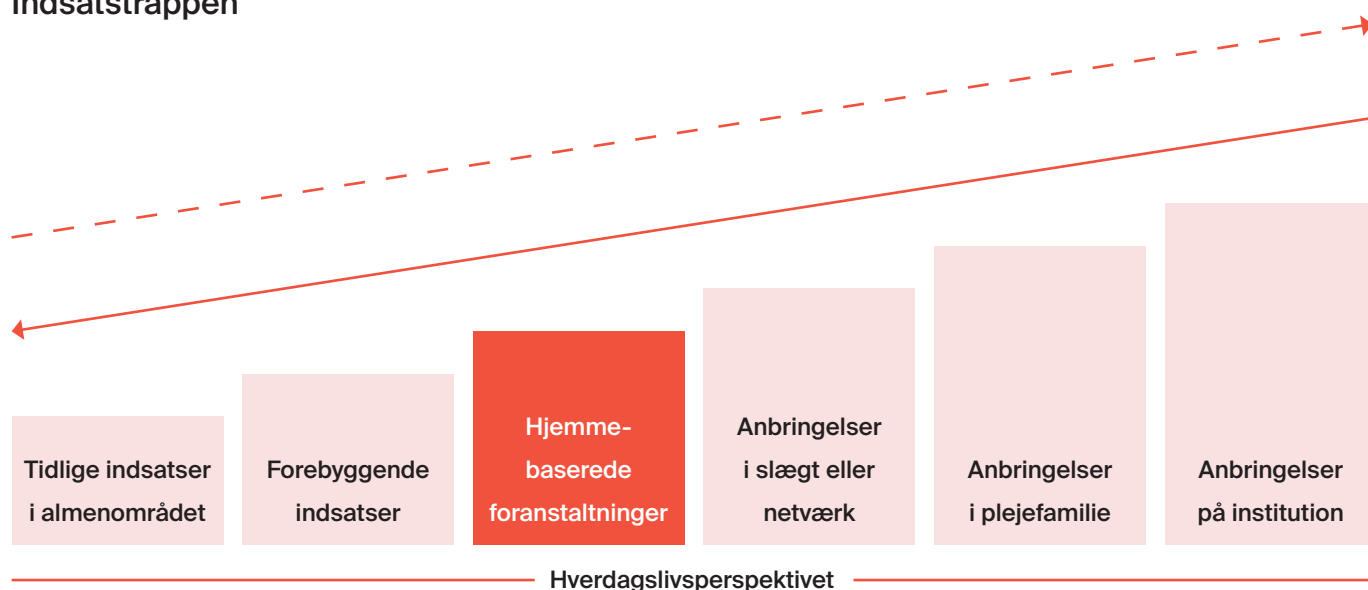 Indsatstrappen
Tidlige indsatser
i almenområdet
Forebyggende
indsatser
Hjemme-
baserede
foranstaltninger
Anbringelser
i slægt eller
netværk
Anbringelser
i plejefamilie
Anbringelser
på institution
Hverdagslivsperspektivet